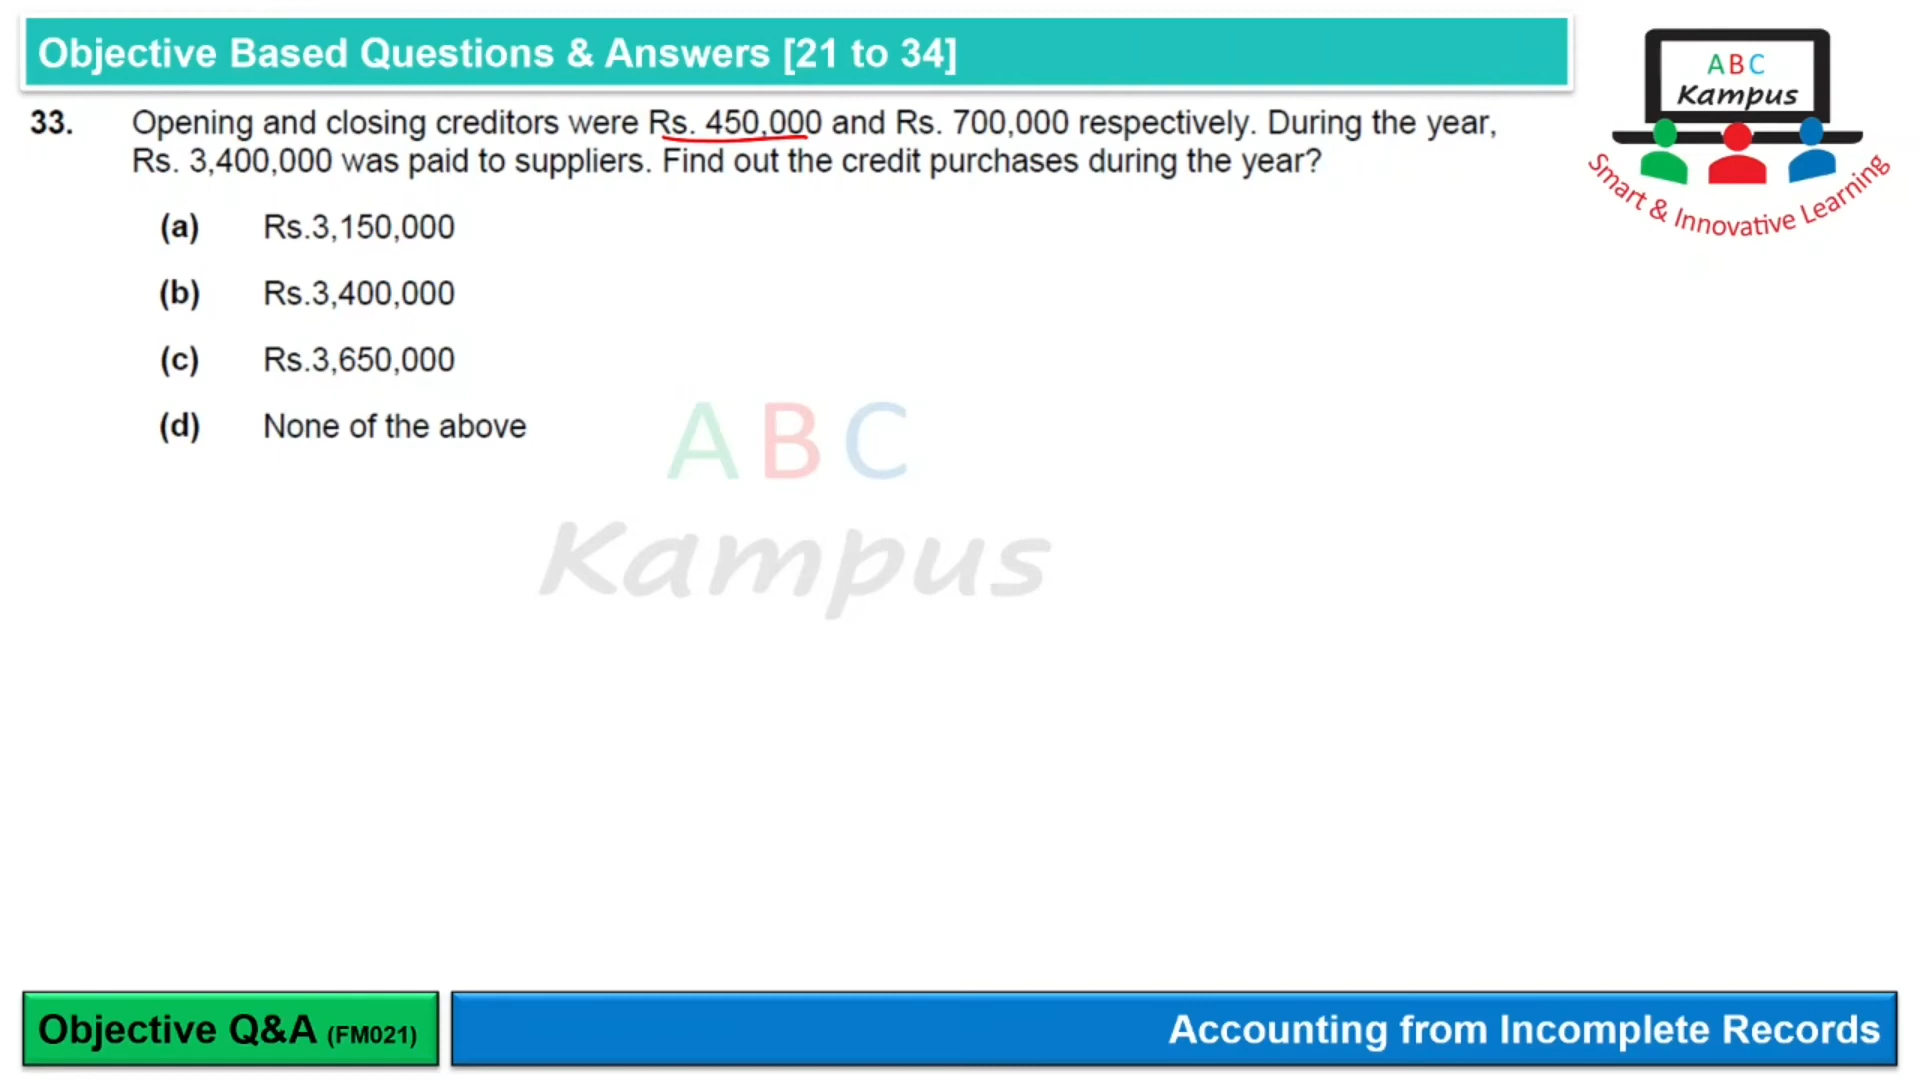 Objective Based Questions & Answers [21 to 34]
ABC
Kampus
Smart & Innovative Learning
33. Opening and closing creditors were Rs. 450,000 and Rs. 700,000 respectively. During the year,
Rs. 3,400,000 was paid to suppliers. Find out the credit purchases during the year?
(a) Rs.3,150,000
(b) Rs.3,400,000
(c) Rs.3,650,000
(d) None of the above
ABC
Kampus
Objective Q&A (FM021)
Accounting from Incomplete Records